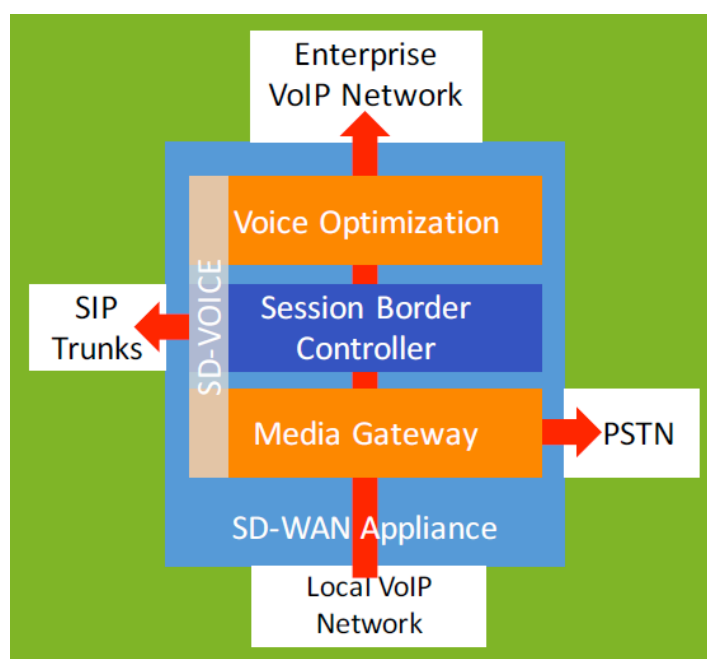 Enterprise
VoIP Network
Voice Optimization
SD-VOICE
SIP
Trunks
Session Border
Controller
Media Gateway
PSTN
SD-WAN Appliance
Local VoIP
Network